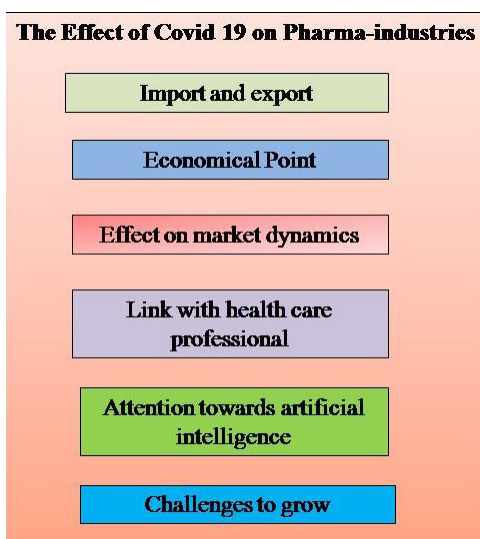 The Effect of Covid 19 on Pharma-industries
Import and export
Economical Point
Effect on market dynamics
Link with health care
professional
Attention towards artificial
intelligence
Challenges to grow